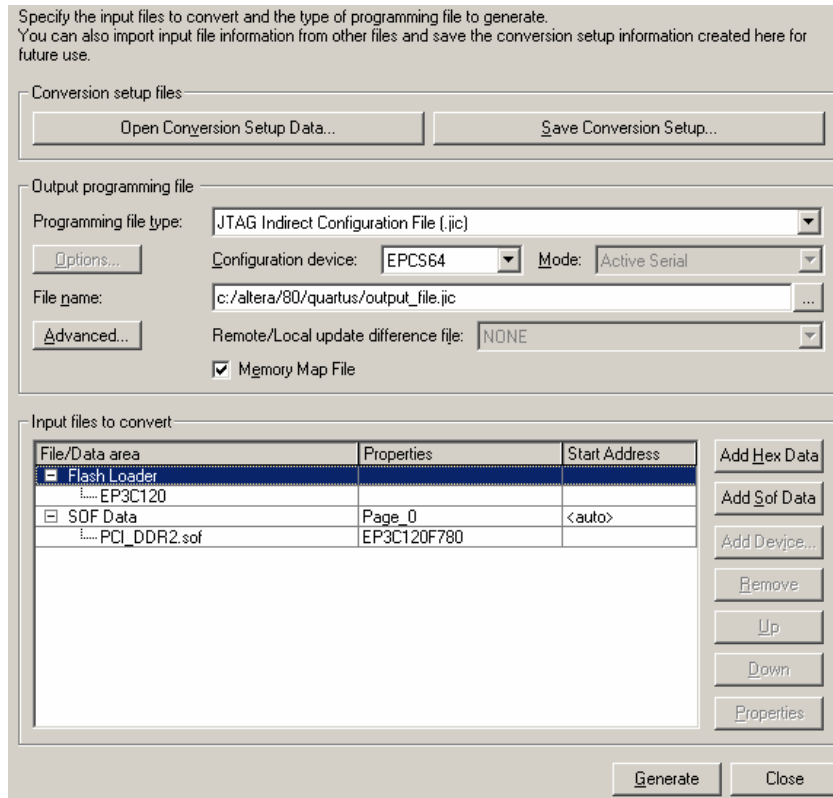 Specify the input files to convert and the type of programming file to generate.
You can also import input file information from other files and save the conversion setup information created here for
future use.
Conversion setup files
Open Conversion Setup Data...
Save Conversion Setup...
Output programming file
Programming file type:
JTAG Indirect Configuration File (.jic)
Options...
Configuration device:
EPCS64
Mode:
Active Serial
File name:
c:/altera/80/quartus/output_file.jic
...
Advanced...
Remote/Local update difference file:
NONE
Memory Map File
Input files to convert
File/Data area
Properties
Start Address
Flash Loader
EP3C120
SOF Data
Page_0
<auto>
PCI_DDR2.sof
EP3C120F780
Add Hex Data
Add Sof Data
Add Device...
Remove
Up
Down
Properties
Generate
Close